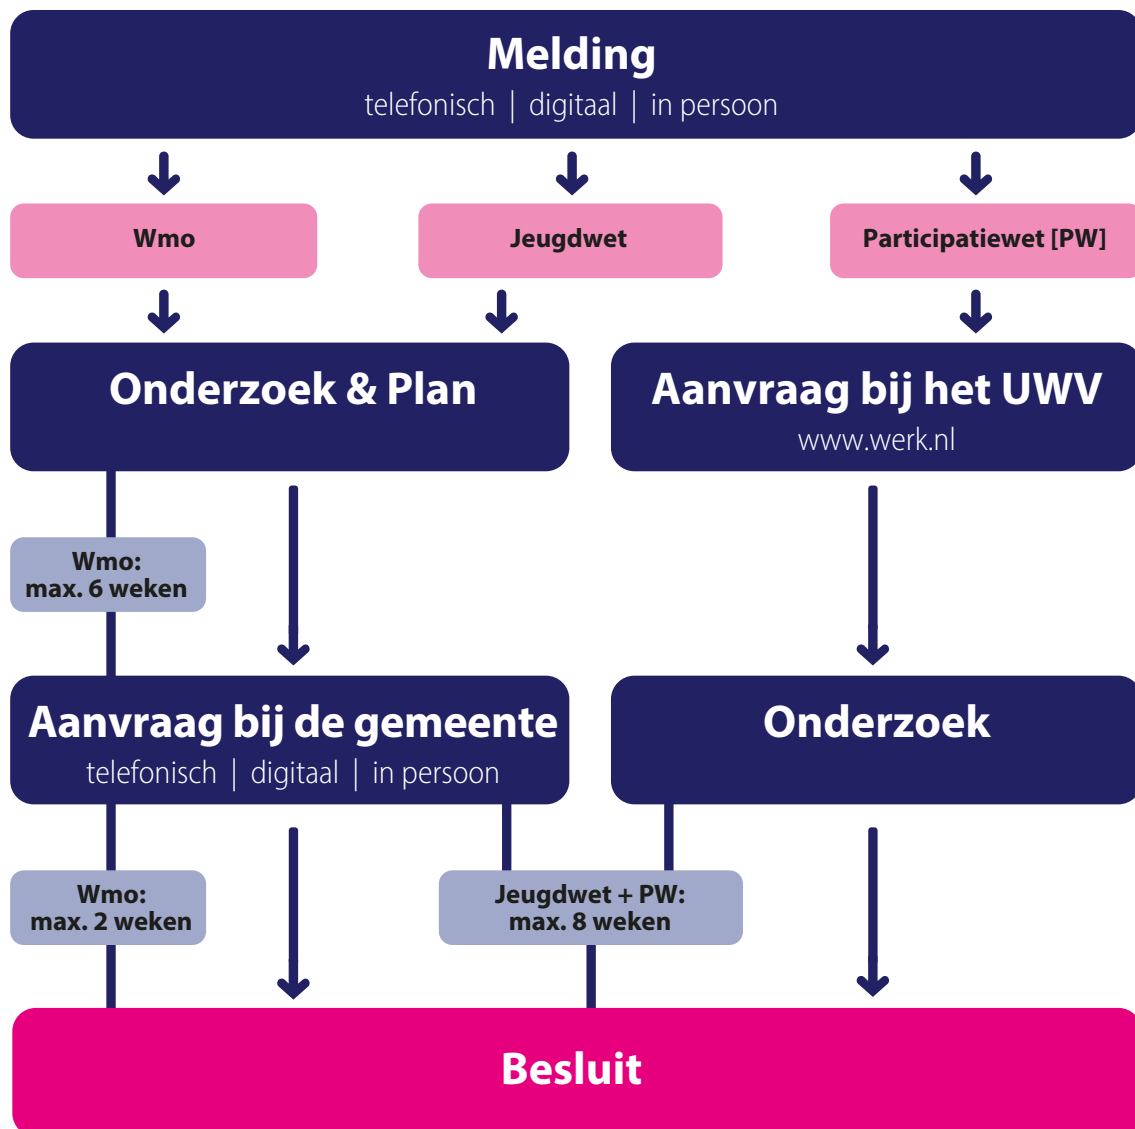 Melding
telefonisch | digitaal | in persoon
Wmo
Jeugdwet
Participatiewet [PW]
Onderzoek & Plan
Aanvraag bij het UWV
www.werk.nl
Wmo:
max. 6 weken
Aanvraag bij de gemeente
telefonisch | digitaal | in persoon
Onderzoek
Wmo:
max. 2 weken
Jeugdwet + PW:
max. 8 weken
Besluit